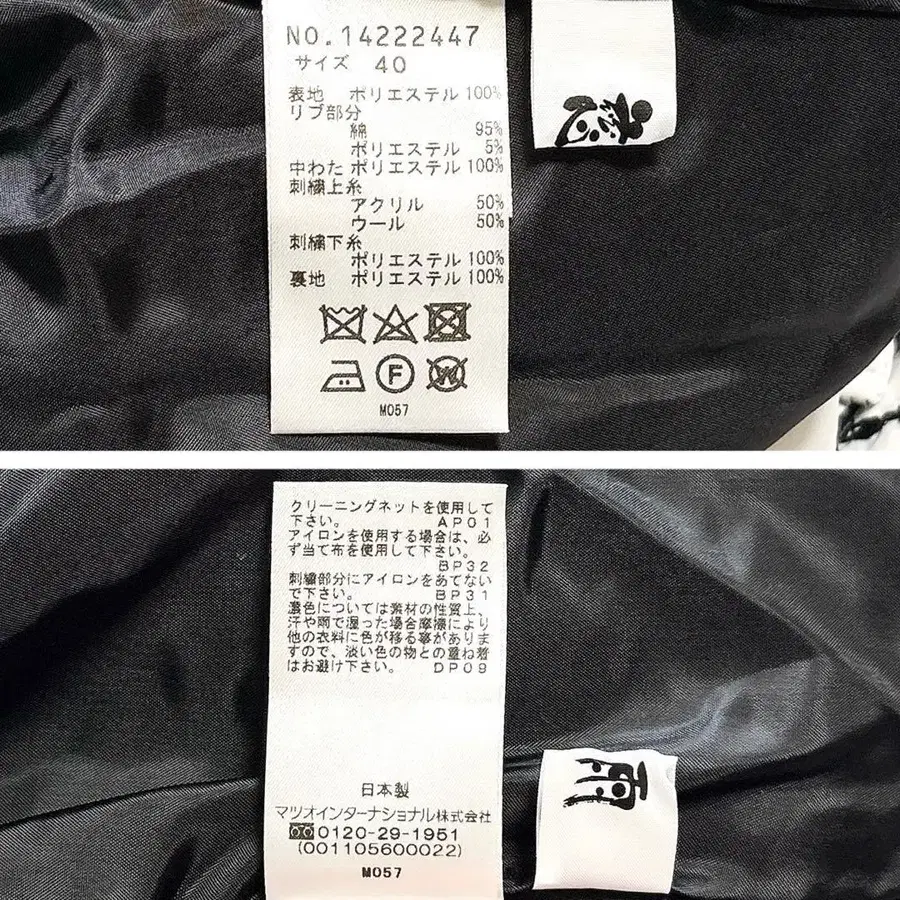 NO.14222447
サイズ 40
表地 ポリエステル 100%
リブ部分
綿 95%
ポリエステル 5%
中わた ポリエステル 100%
刺繍上糸
アクリル 50%
ウール 50%
刺繍下糸
ポリエステル 100%
裏地 ポリエステル 100%
F
W
M057
クリーニングネットを使用して
下さい。 AP01
アイロンを使用する場合は、必
ず当て布を使用して下さい。
BP32
刺繍部分にアイロンをあてない
で下さい。 BP31
濃色については素材の性質上、
汗や雨で湿った場合摩擦により
他の衣料に色が移る事がありま
すので、淡い色の物との重ね着
はお避け下さい。 DP09
日本製
マツオインターナショナル株式会社
0120-29-1951
(001105600022)
M057